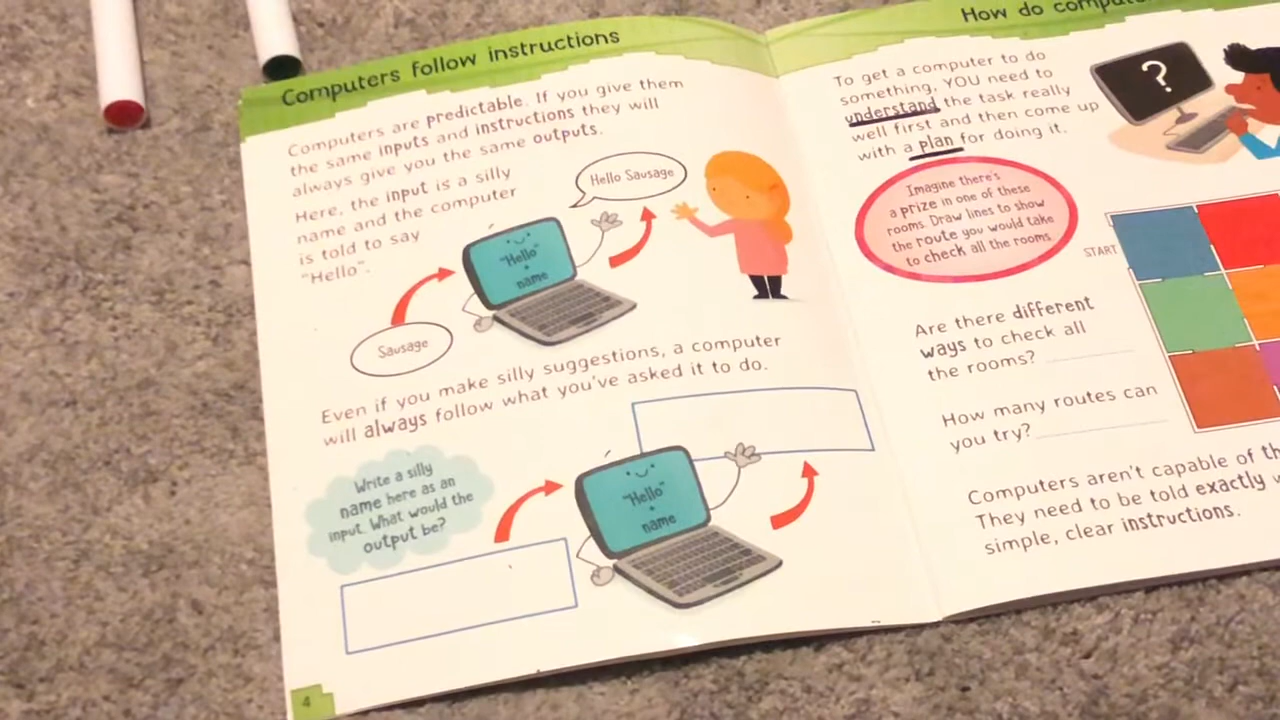 Computers follow instructions
Computers are predictable. If you give them
the same inputs and instructions they will
always give you the same outputs.
Here, the input is a silly
name and the computer
is told to say
"Hello".
Hello Sausage
"Hello"
+
name
Sausage
Even if you make silly suggestions, a computer
will always follow what you've asked it to do.
Write a silly
name here as an
input. What would the
output be?
"Hello"
+
name
4
How do
To get a computer to do
something, YOU need to
understand the task really
well first and then come up
with a plan for doing it.
?
Imagine there's
a prize in one of these
rooms. Draw lines to show
the route you would take
to check all the rooms.
START
Are there different
ways to check all
the rooms?
How many routes can
you try?
Computers aren't capable of
They need to be told exactly
simple, clear instructions.